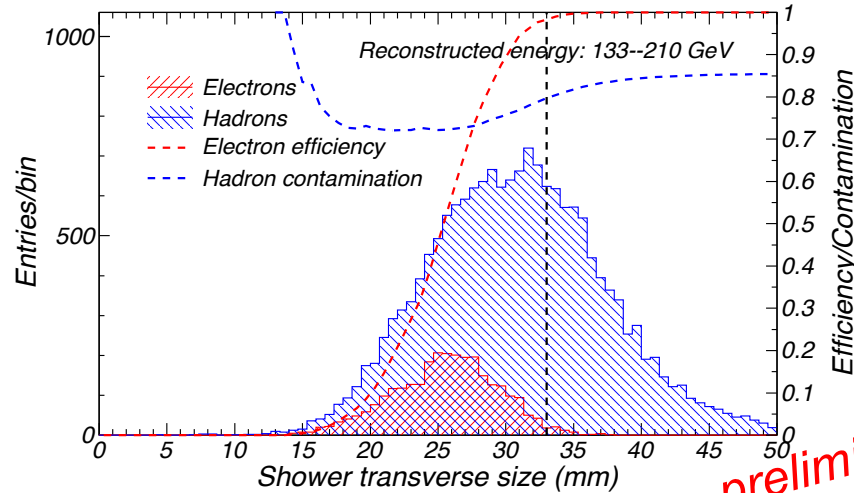 Reconstructed energy: 133--210 GeV
Electrons
Hadrons
Electron efficiency
Hadron contamination
Entries/bin
1000
500
0
0 5 10 15 20 25 30 35 40 45 50
Shower transverse size (mm)
1
0.9
0.8
0.7
0.6
0.5
0.4
0.3
0.2
0.1
0
Efficiency/Contamination
prelim